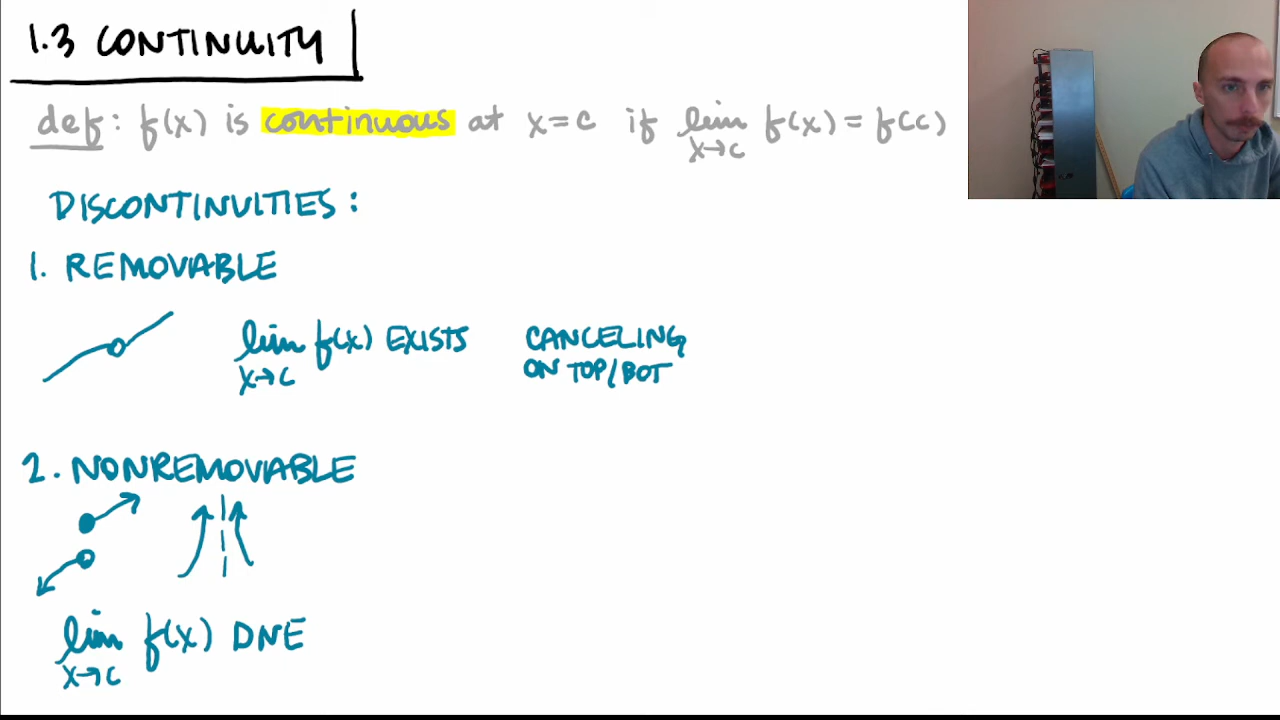 1.3 CONTINUITY
def: f(x) is continuous at x=c if lim f(x) = f(c)
x→c
DISCONTINUITIES:
1. REMOVABLE
lim f(x) EXISTS CANCELING
x→c ON TOP/BOT
2. NONREMOVABLE
lim f(x) DNE
x→c